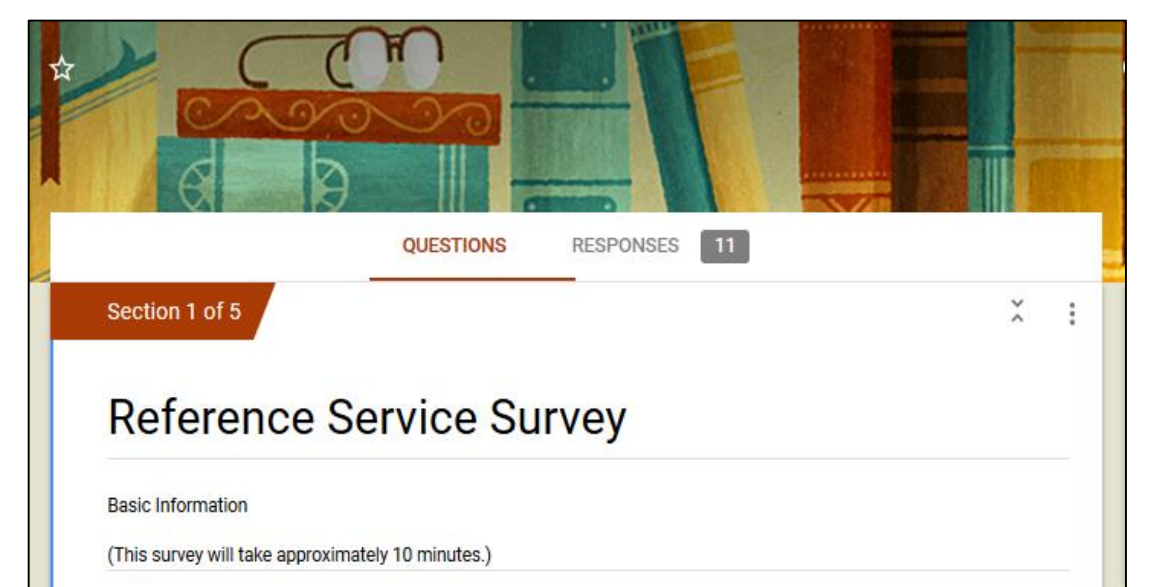 QUESTIONS RESPONSES 11
Section 1 of 5
Reference Service Survey
Basic Information
(This survey will take approximately 10 minutes.)